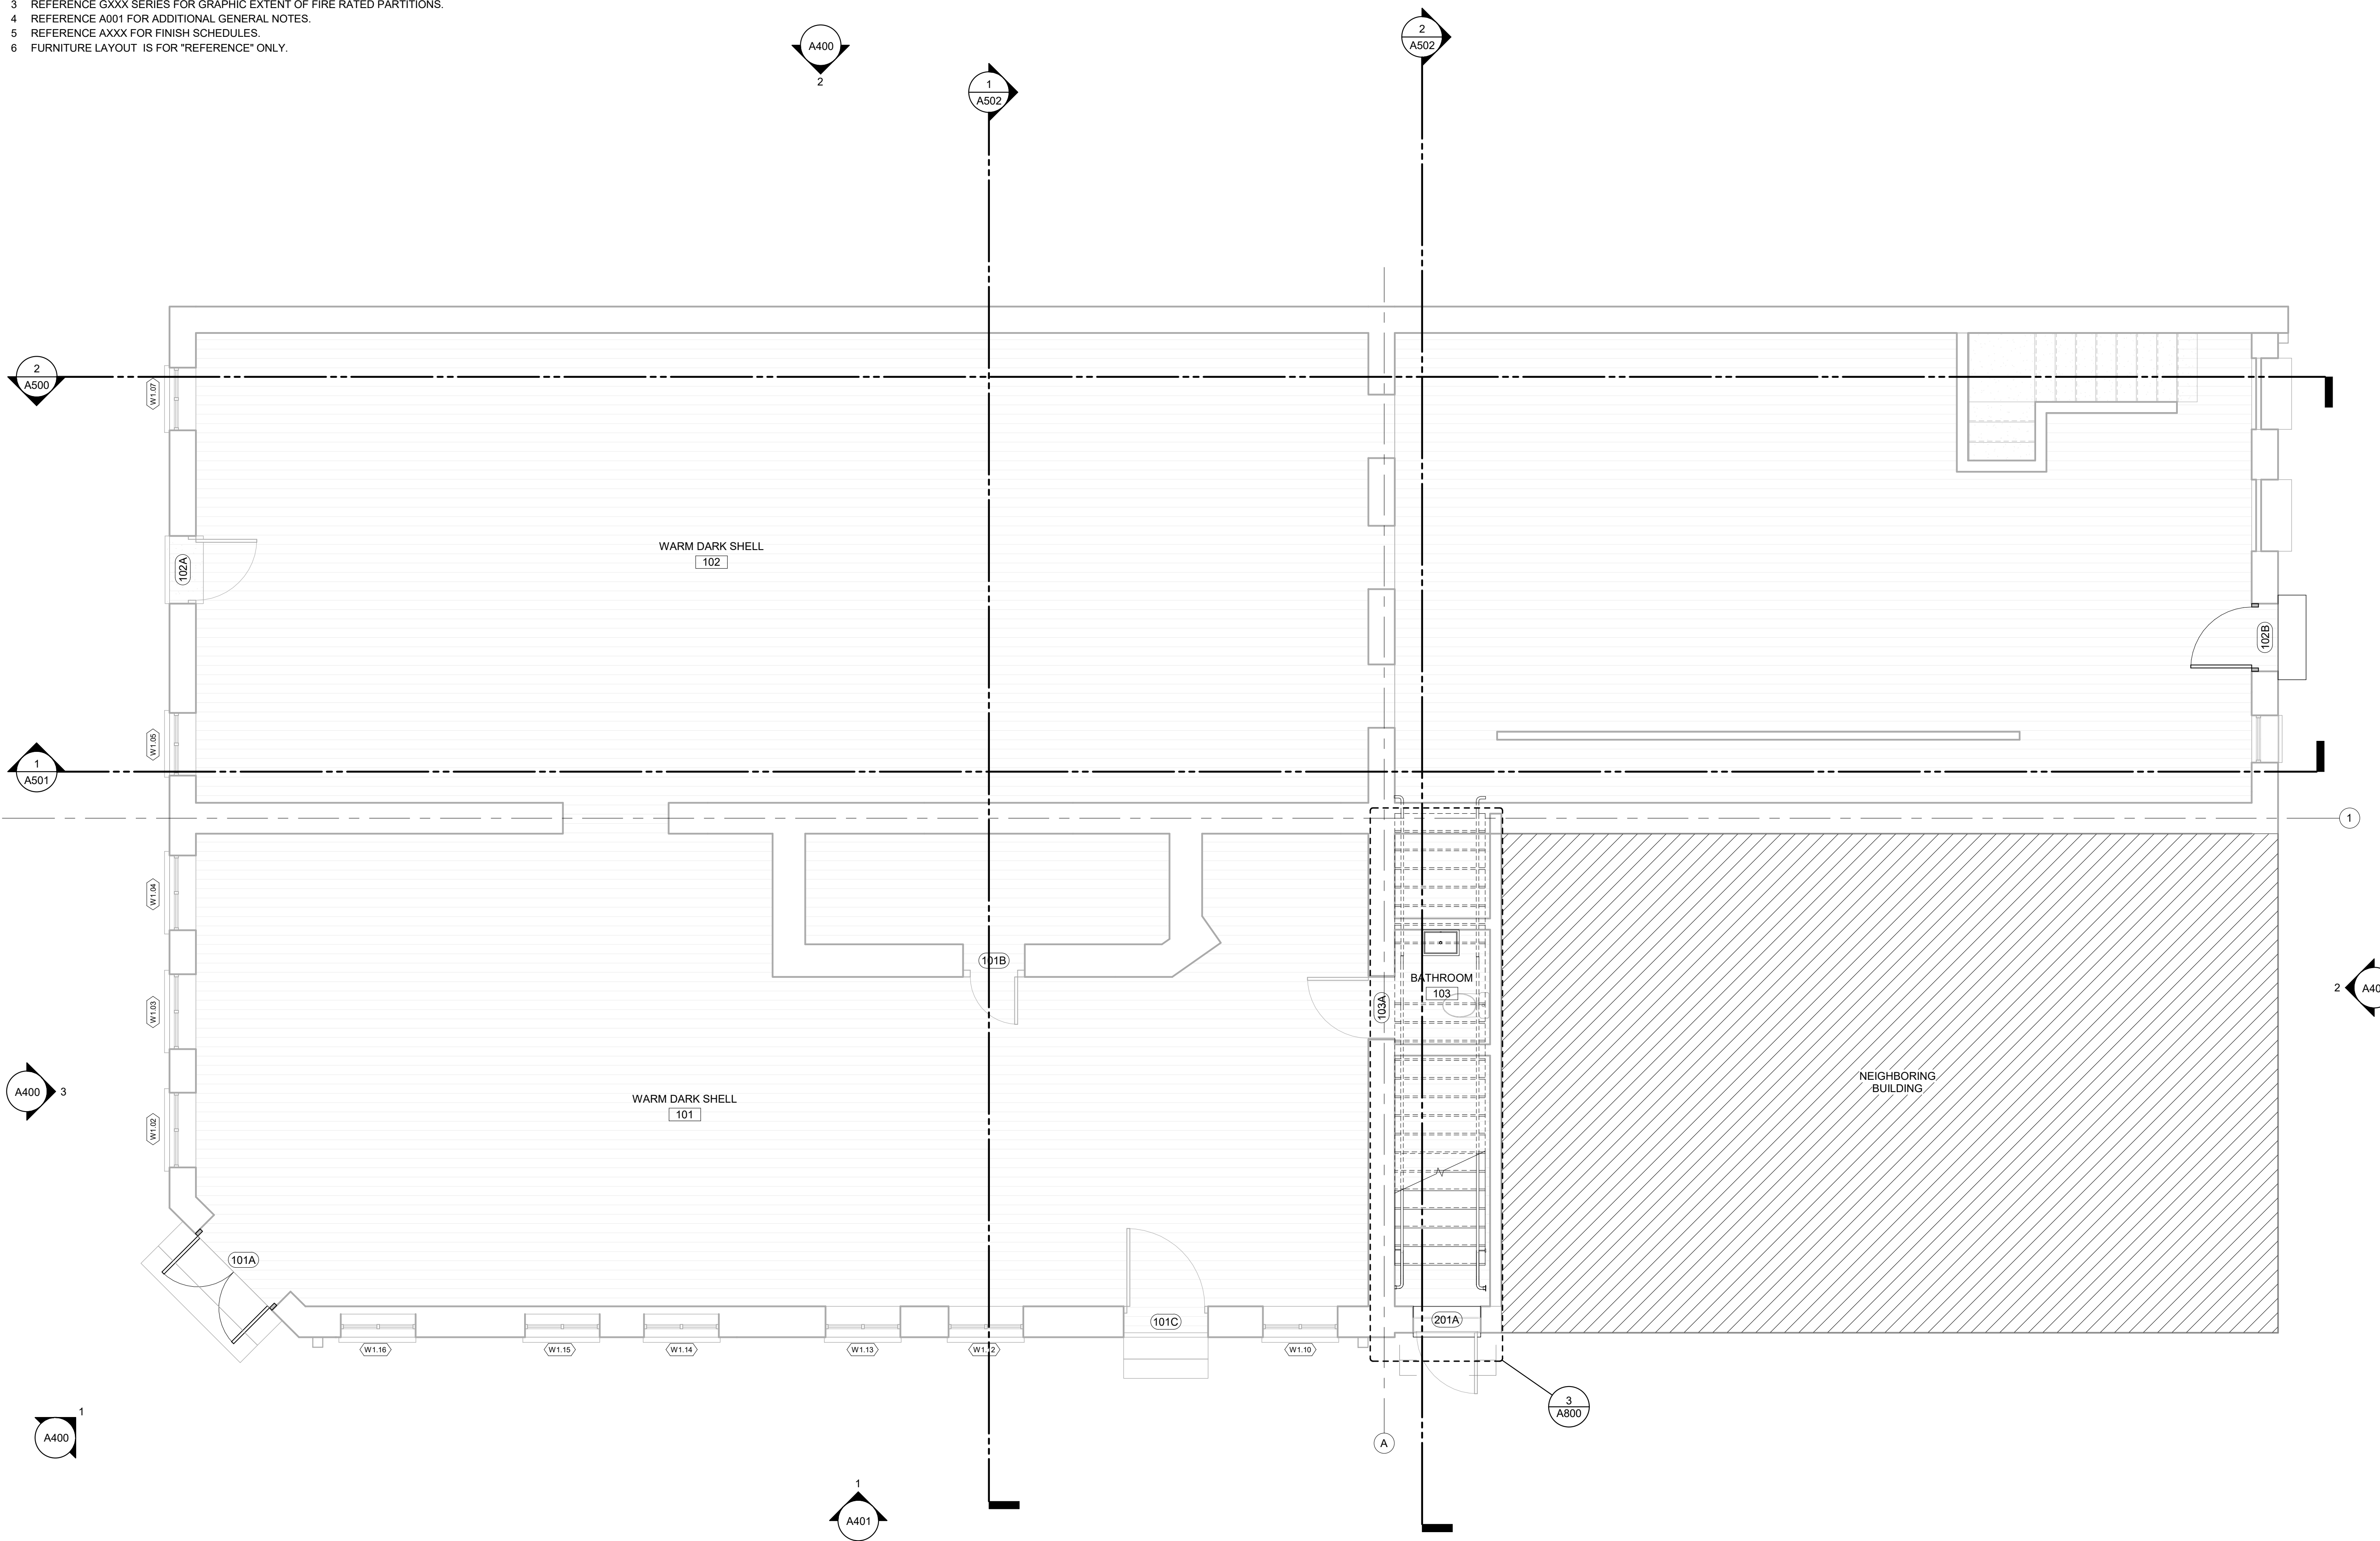 3 REFERENCE GXXX SERIES FOR GRAPHIC EXTENT OF FIRE RATED PARTITIONS.
4 REFERENCE A001 FOR ADDITIONAL GENERAL NOTES.
5 REFERENCE AXXX FOR FINISH SCHEDULES.
6 FURNITURE LAYOUT IS FOR "REFERENCE" ONLY.
A400
2
2
A502
1
A502
2
A500
W1.07
WARM DARK SHELL
102
102A
102B
W1.05
1
A501
1
W1.04
101B
BATHROOM
103
103A
2
W1.03
A400
3
NEIGHBORING
BUILDING
WARM DARK SHELL
101
W1.02
101A
101C
201A
W1.16
W1.15
W1.14
W1.13
W1.12
W1.10
3
A800
1
A400
A
1
A401